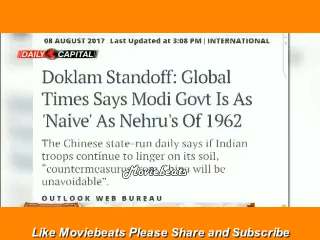 08 AUGUST 2017 Last Updated at 3:08 PM | INTERNATIONAL
DAILY CAPITAL
Doklam Standoff: Global
Times Says Modi Govt Is As
'Naive' As Nehru's Of 1962
The Chinese state-run daily says if Indian
troops continue to linger on its soil,
"countermeasures from China will be
unavoidable".
Moviebeats
OUTLOOK WEB BUREAU
Like Moviebeats Please Share and Subscribe